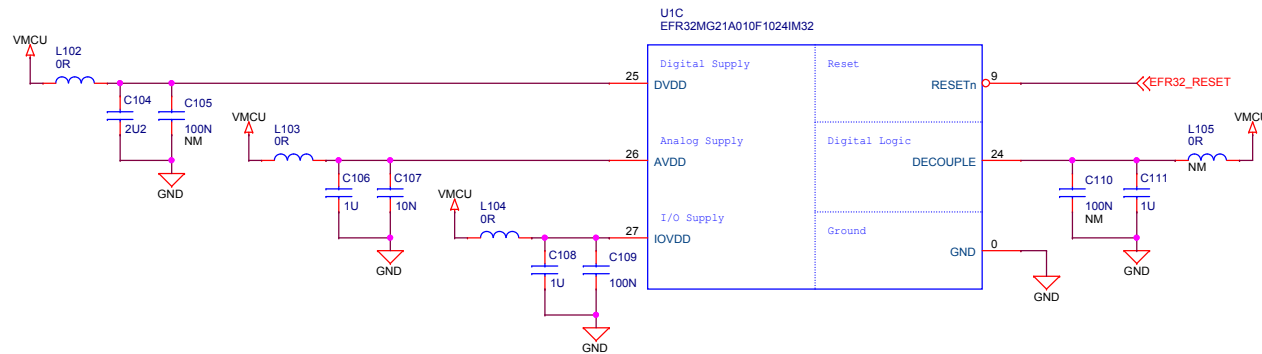 U1C
EFR32MG21A010F1024IM32
VMCU
L102
0R
Digital Supply
Reset
25
DVDD
RESETn
9
EFR32_RESET
C104
2U2
C105
100N
NM
VMCU
L103
0R
Analog Supply
Digital Logic
26
AVDD
DECOUPLE
24
L105
0R
NM
VMCU
GND
C106
1U
C107
10N
C110
100N
NM
C111
1U
VMCU
L104
0R
I/O Supply
Ground
27
IOVDD
GND
0
GND
C108
1U
C109
100N
GND
GND
GND